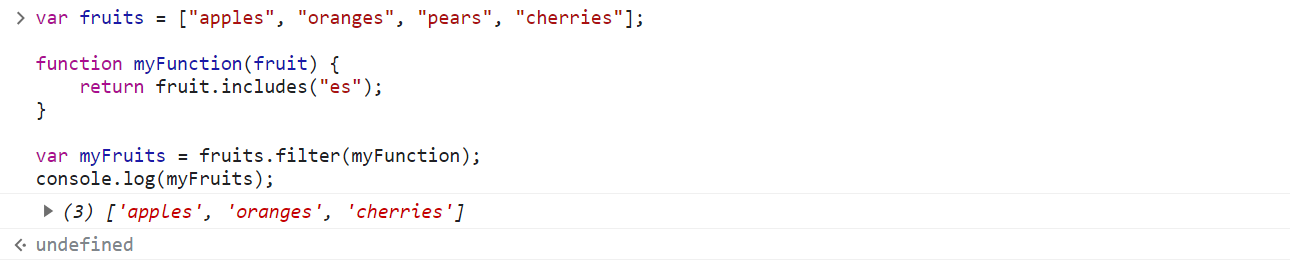 var fruits = ["apples", "oranges", "pears", "cherries"];
function myFunction(fruit) {
    return fruit.includes("es");
}
var myFruits = fruits.filter(myFunction);
console.log(myFruits);
(3) ['apples', 'oranges', 'cherries']
undefined